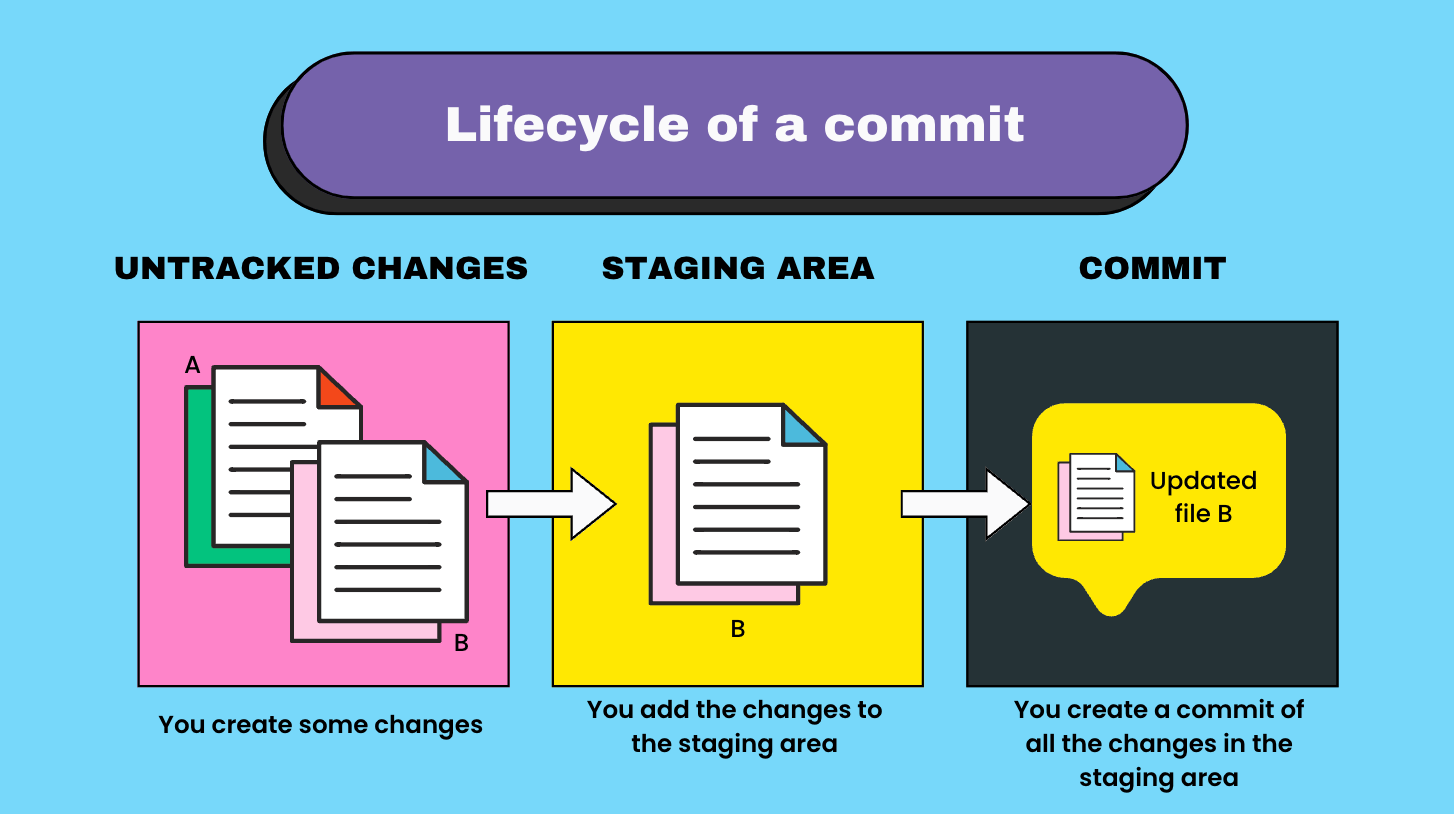 Lifecycle of a commit
UNTRACKED CHANGES
STAGING AREA
COMMIT
A
B
B
Updated
file B
You create some changes
You add the changes to
the staging area
You create a commit of
all the changes in the
staging area